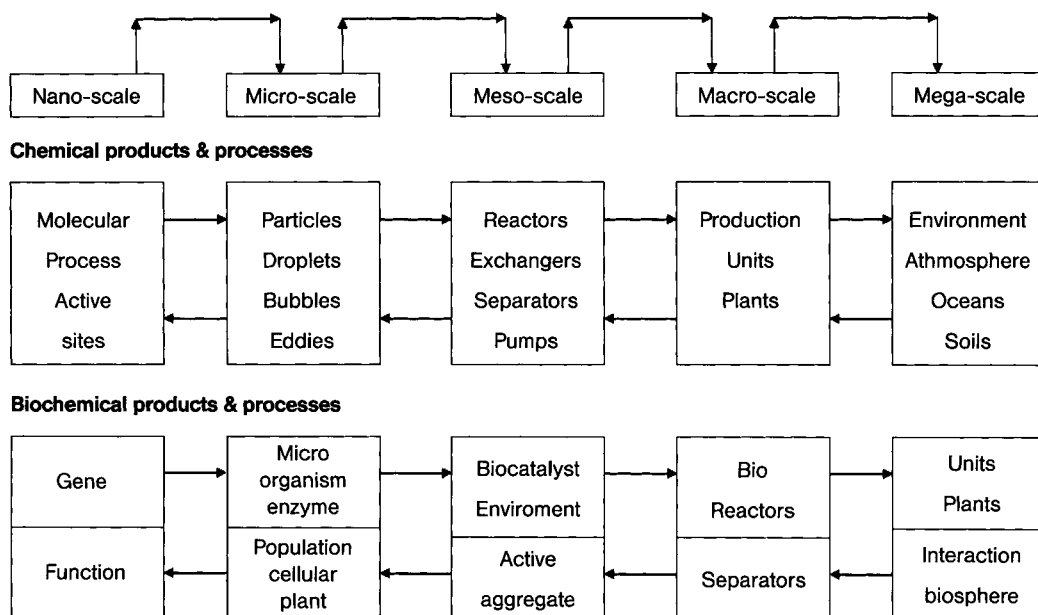 Nano-scale
Micro-scale
Meso-scale
Macro-scale
Mega-scale
Chemical products & processes
Molecular
Process
Active
sites
Particles
Droplets
Bubbles
Eddies
Reactors
Exchangers
Separators
Pumps
Production
Units
Plants
Environment
Athmosphere
Oceans
Soils
Biochemical products & processes
Gene
Function
Micro
organism
enzyme
Population
cellular
plant
Biocatalyst
Enviroment
Active
aggregate
Bio
Reactors
Separators
Units
Plants
Interaction
biosphere